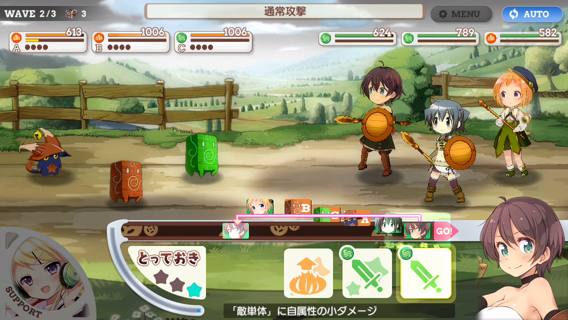 WAVE 2/3 3
通常攻撃
MENU
AUTO
613
1006
1006
624
789
582
A
B
C
B
A
GO!
とっておき
SUPPORT
「敵単体」に自属性の小ダメージ